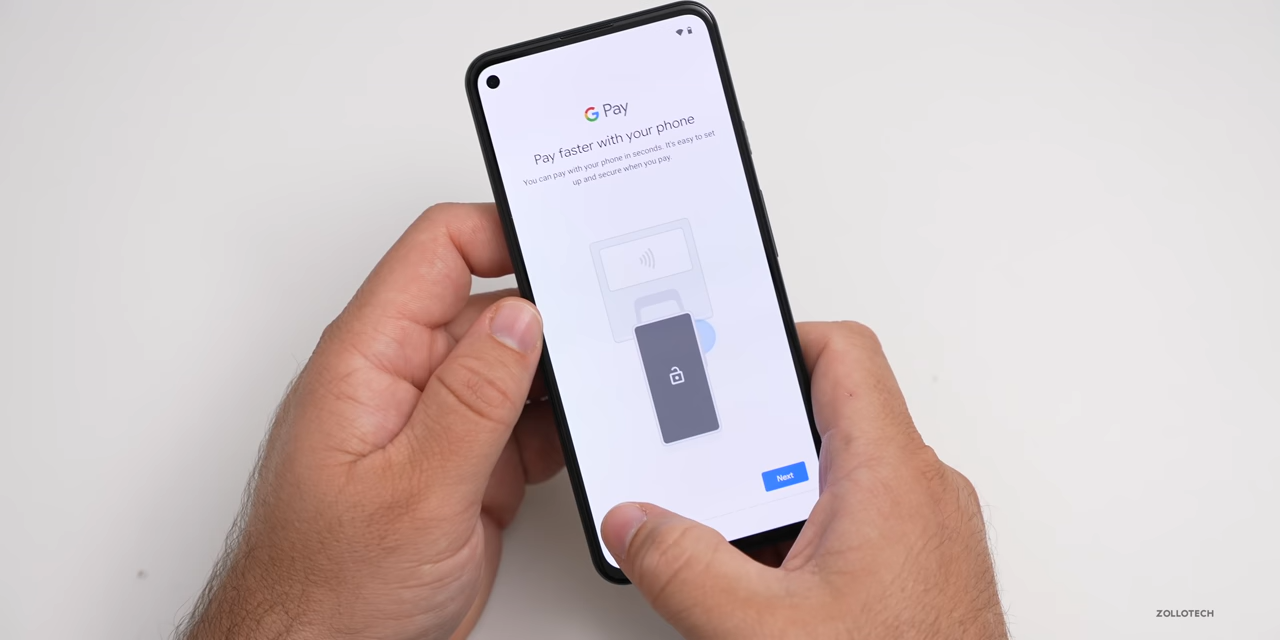 G Pay
Pay faster with your phone
You can pay with your phone in seconds. It's easy to set
up and secure when you pay.
Next
ZOLLOTECH